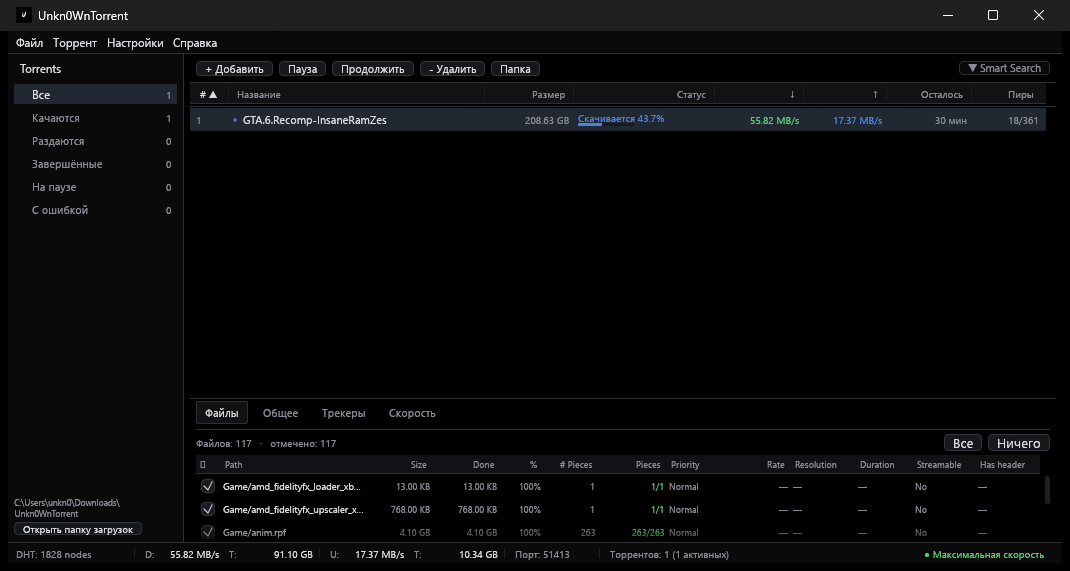 Unkn0WnTorrent
Файл Торрент Настройки Справка
Torrents
Все 1
Качаются 1
Раздаются 0
Завершённые 0
На паузе 0
С ошибкой 0
C:\Users\unkn0\Downloads\
Unkn0WnTorrent
Открыть папку загрузок
+ Добавить Пауза Продолжить - Удалить Папка ▼ Smart Search
# ▲ Название Размер Статус ↓ ↑ Осталось Пиры
1 • GTA.6.Recomp-InsaneRamZes 208.63 GB Скачивается 43.7% 55.82 MB/s 17.37 MB/s 30 мин 18/361
Файлы Общее Трекеры Скорость
Файлов: 117 · отмечено: 117 Все Ничего
Path Size Done % # Pieces Pieces Priority Rate Resolution Duration Streamable Has header
Game/amd_fidelityfx_loader_xb... 13.00 KB 13.00 KB 100% 1 1/1 Normal — — — No —
Game/amd_fidelityfx_upscaler_x... 768.00 KB 768.00 KB 100% 1 1/1 Normal — — — No —
Game/anim.rpf 4.10 GB 4.10 GB 100% 263 263/263 Normal — — — No —
DHT: 1828 nodes D: 55.82 MB/s T: 91.10 GB U: 17.37 MB/s T: 10.34 GB Порт: 51413 Торрентов: 1 (1 активных) • Максимальная скорость